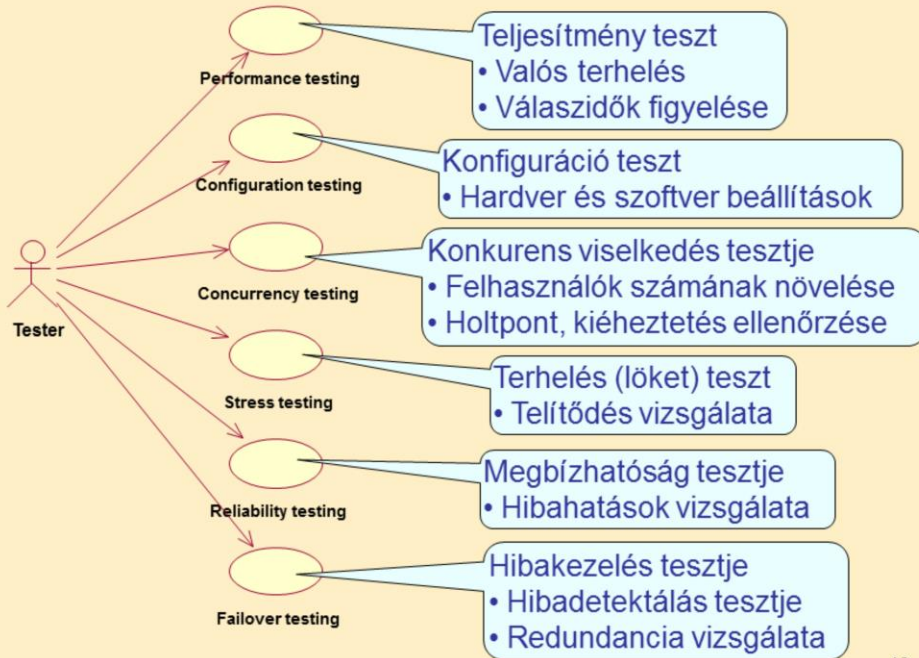 Performance testing
Teljesítmény teszt
• Valós terhelés
• Válaszidők figyelése
Configuration testing
Konfiguráció teszt
• Hardver és szoftver beállítások
Tester
Concurrency testing
Konkurens viselkedés tesztje
• Felhasználók számának növelése
• Holtpont, kiéheztetés ellenőrzése
Stress testing
Terhelés (löket) teszt
• Telítődés vizsgálata
Reliability testing
Megbízhatóság tesztje
• Hibahatások vizsgálata
Failover testing
Hibakezelés tesztje
• Hibadetektálás tesztje
• Redundancia vizsgálata